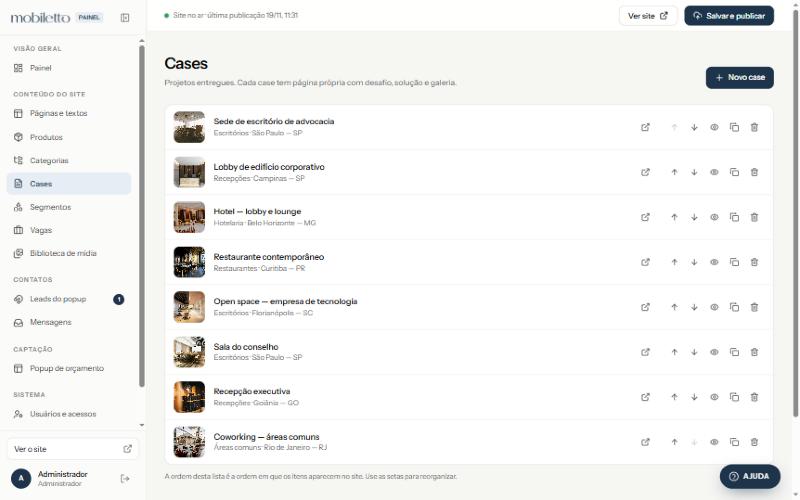 mobiletto PAINEL
Site no ar · última publicação 19/11, 11:31
Ver site
Salvar e publicar
VISÃO GERAL
Painel
CONTEÚDO DO SITE
Páginas e textos
Produtos
Categorias
Cases
Segmentos
Vagas
Biblioteca de mídia
CONTATOS
Leads do popup 1
Mensagens
CAPTAÇÃO
Popup de orçamento
SISTEMA
Usuários e acessos
Ver o site
A
Administrador
Administrador
Cases
Projetos entregues. Cada case tem página própria com desafio, solução e galeria.
+ Novo case
Sede de escritório de advocacia
Escritórios · São Paulo — SP
Lobby de edifício corporativo
Recepções · Campinas — SP
Hotel — lobby e lounge
Hotelaria · Belo Horizonte — MG
Restaurante contemporâneo
Restaurantes · Curitiba — PR
Open space — empresa de tecnologia
Escritórios · Florianópolis — SC
Sala do conselho
Escritórios · São Paulo — SP
Recepção executiva
Recepções · Goiânia — GO
Coworking — áreas comuns
Áreas comuns · Rio de Janeiro — RJ
A ordem desta lista é a ordem em que os itens aparecem no site. Use as setas para reorganizar.
AJUDA